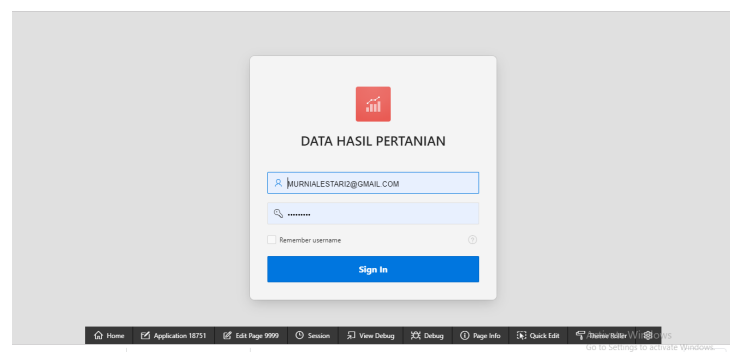 DATA HASIL PERTANIAN
MURNIALESTARI2@GMAIL.COM
•••••••••
Remember username
Sign In
Home Application 18751 Edit Page 9999 Session View Debug Debug Page Info Quick Edit Theme Roller
Activate Windows
Go to Settings to activate Windows.